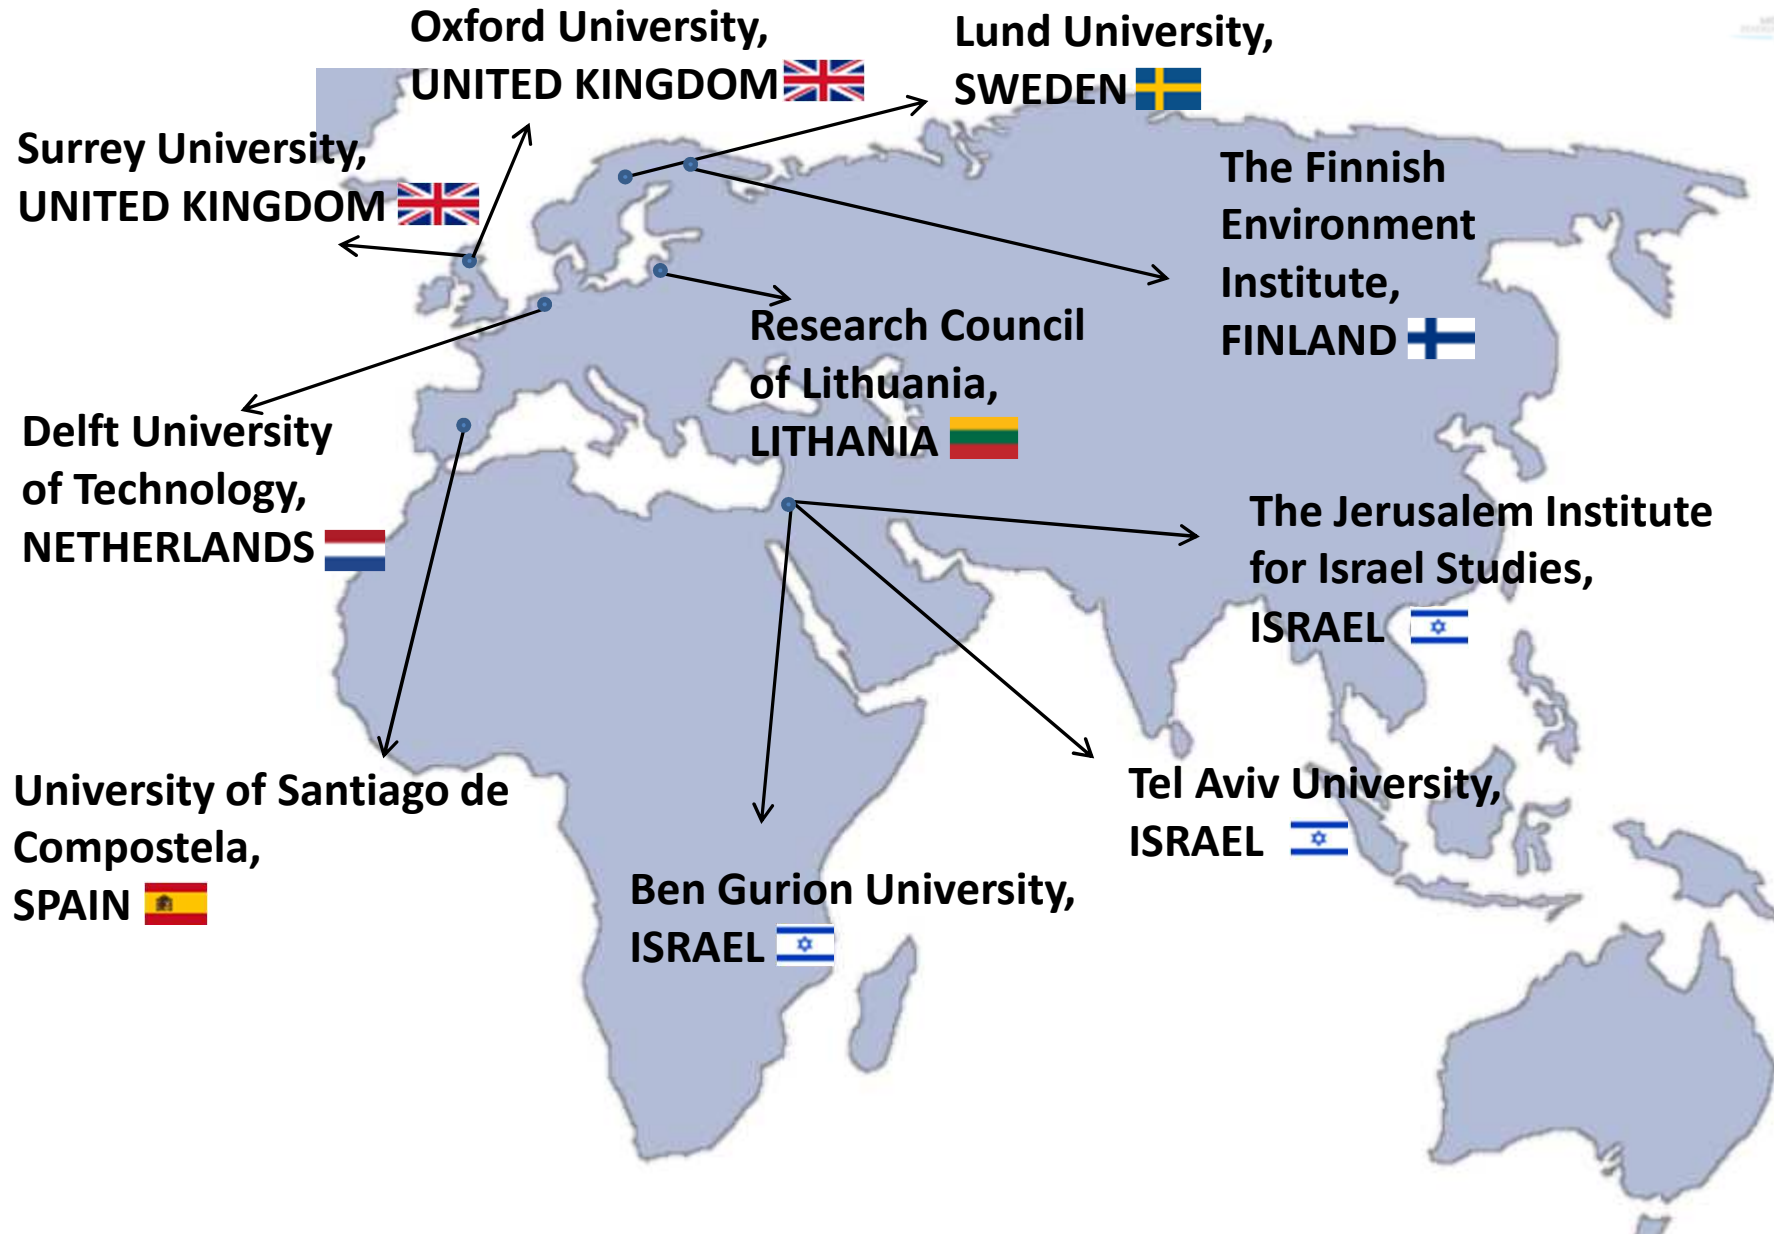 Oxford University,
UNITED KINGDOM
Lund University,
SWEDEN
Surrey University,
UNITED KINGDOM
The Finnish
Environment
Institute,
FINLAND
Research Council
of Lithuania,
LITHANIA
Delft University
of Technology,
NETHERLANDS
The Jerusalem Institute
for Israel Studies,
ISRAEL
University of Santiago de
Compostela,
SPAIN
Tel Aviv University,
ISRAEL
Ben Gurion University,
ISRAEL